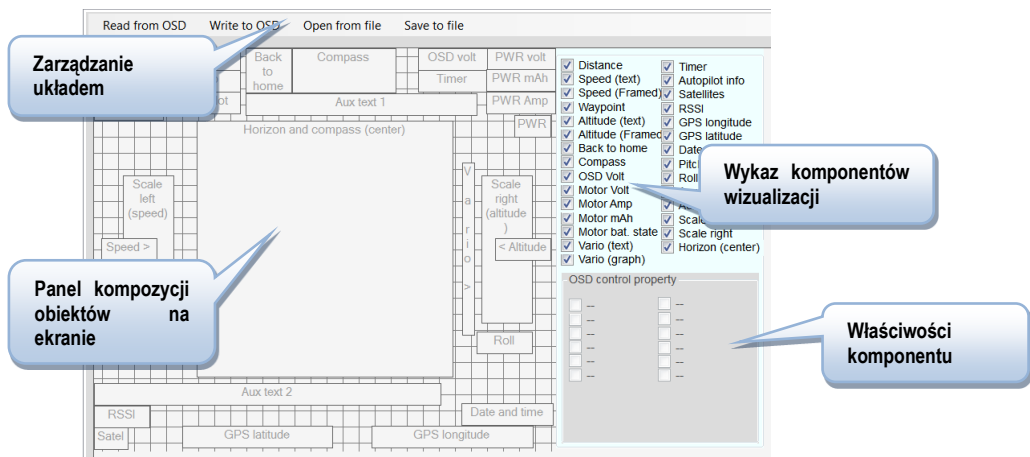 Read from OSD Write to OSD Open from file Save to file
Zarządzanie
układem
Back
to
home
Compass
OSD volt
PWR volt
Timer
PWR mAh
Aux text 1
PWR Amp
PWR
Horizon and compass (center)
Scale
left
(speed)
Speed >
V
a
r
i
o
>
Scale
right
(altitude
)
< Altitude
Panel kompozycji
obiektów na
ekranie
Roll
Aux text 2
RSSI
Date and time
Satel
GPS latitude
GPS longitude
Distance
Speed (text)
Speed (Framed)
Waypoint
Altitude (text)
Altitude (Framed
Back to home
Compass
OSD Volt
Motor Volt
Motor Amp
Motor mAh
Motor bat. state
Vario (text)
Vario (graph)
Timer
Autopilot info
Satellites
RSSI
GPS longitude
GPS latitude
Date
Pitc
Roll
Scale
Scale right
Horizon (center)
Wykaz komponentów
wizualizacji
OSD control property
-- --
-- --
-- --
-- --
-- --
-- --
Właściwości
komponentu